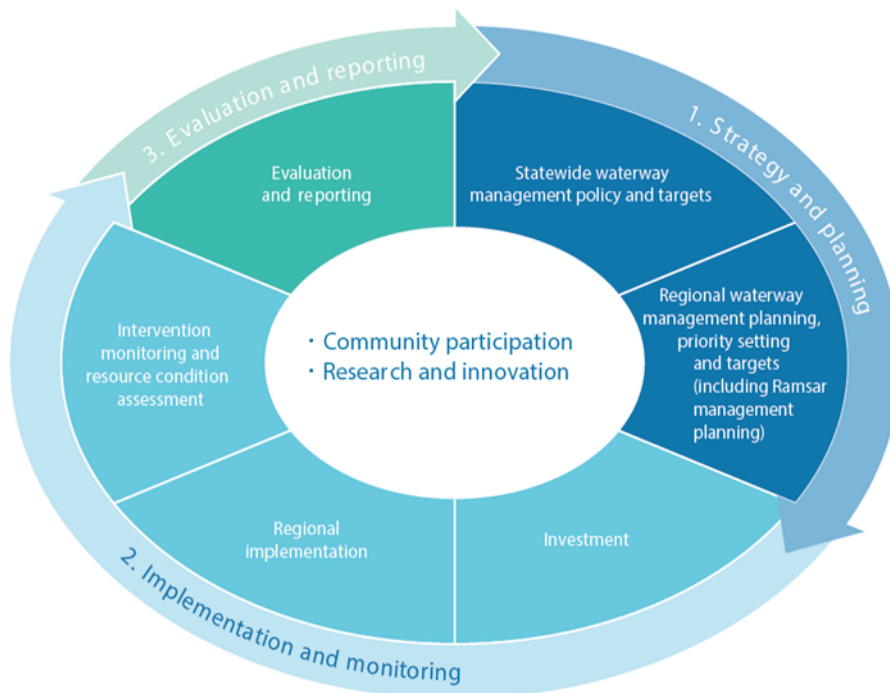 1. Strategy and planning
Statewide waterway
management policy and targets
Regional waterway
management planning,
priority setting
and targets
(including Ramsar
management
planning)
2. Implementation and monitoring
Investment
Regional
implementation
Intervention
monitoring and
resource condition
assessment
3. Evaluation and reporting
Evaluation
and reporting
· Community participation
· Research and innovation